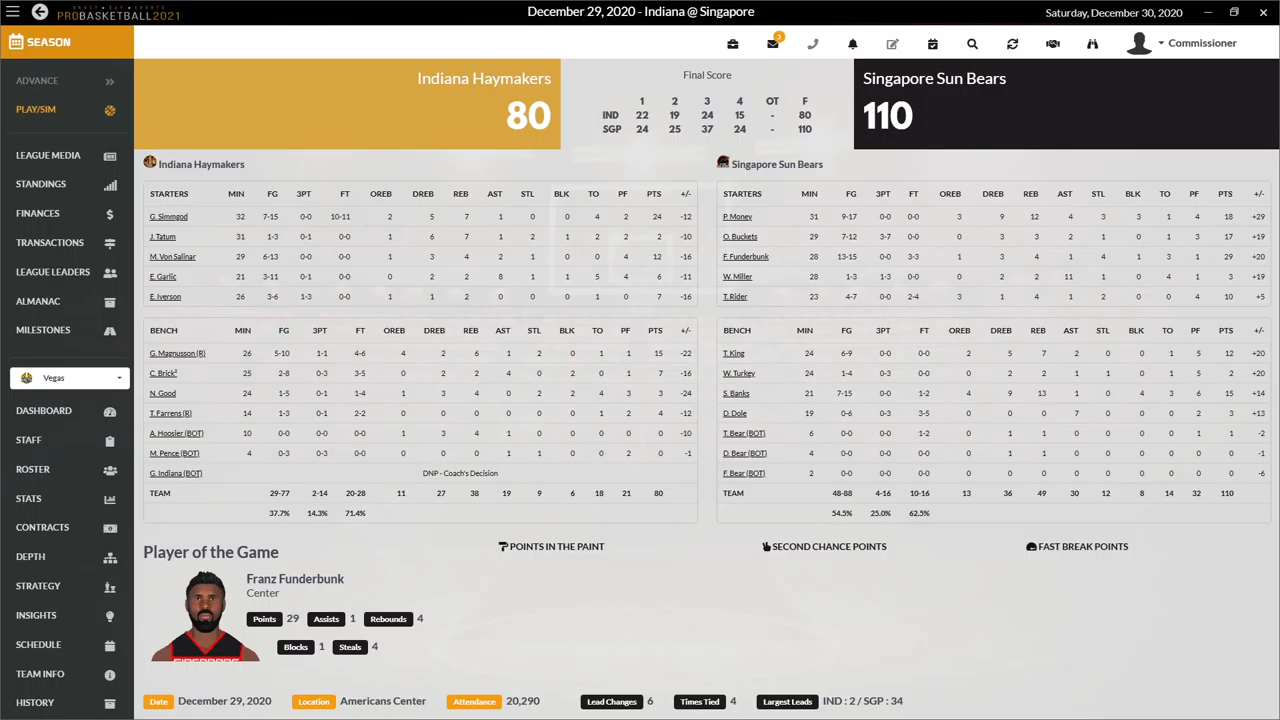 DRAFT DAY SPORTS
PROBASKETBALL2021
December 29, 2020 - Indiana @ Singapore
Saturday, December 30, 2020
SEASON
3
Commissioner
ADVANCE
PLAY/SIM
LEAGUE MEDIA
STANDINGS
FINANCES
TRANSACTIONS
LEAGUE LEADERS
ALMANAC
MILESTONES
Vegas
DASHBOARD
STAFF
ROSTER
STATS
CONTRACTS
DEPTH
STRATEGY
INSIGHTS
SCHEDULE
TEAM INFO
HISTORY
Indiana Haymakers
80
Final Score
1 2 3 4 OT F
IND 22 19 24 15 - 80
SGP 24 25 37 24 - 110
Singapore Sun Bears
110
Indiana Haymakers
STARTERS MIN FG 3PT FT OREB DREB REB AST STL BLK TO PF PTS +/-
G. Simmgod 32 7-15 0-0 10-11 2 5 7 1 0 0 4 2 24 -12
J. Tatum 31 1-3 0-1 0-0 1 6 7 1 2 1 2 2 2 -10
M. Von Salinar 29 6-13 0-0 0-0 1 3 4 2 1 0 0 4 12 -16
E. Garlic 21 3-11 0-1 0-0 0 2 2 8 1 1 5 4 6 -11
E. Iverson 26 3-6 1-3 0-0 1 1 2 0 0 0 1 0 7 -16
BENCH MIN FG 3PT FT OREB DREB REB AST STL BLK TO PF PTS +/-
G. Magnusson (R) 26 5-10 1-1 4-6 4 2 6 1 2 0 1 1 15 -22
C. Brick² 25 2-8 0-3 3-5 0 2 2 4 0 2 0 1 7 -16
N. Good 24 1-5 0-1 1-4 1 3 4 0 2 2 4 3 3 -24
T. Farrens (R) 14 1-3 0-1 2-2 0 0 0 0 0 0 1 2 4 -12
A. Hoosier (BOT) 10 0-0 0-0 0-0 1 3 4 1 0 0 0 0 0 -10
M. Pence (BOT) 4 0-3 0-3 0-0 0 0 0 1 1 0 0 2 0 -1
G. Indiana (BOT) DNP - Coach's Decision
TEAM 29-77 2-14 20-28 11 27 38 19 9 6 18 21 80
37.7% 14.3% 71.4%
Singapore Sun Bears
STARTERS MIN FG 3PT FT OREB DREB REB AST STL BLK TO PF PTS +/-
P. Money 31 9-17 0-0 0-0 3 9 12 4 3 3 1 4 18 +29
O. Buckets 29 7-12 3-7 0-0 0 3 3 2 1 0 1 3 17 +19
F. Funderbunk 28 13-15 0-0 3-3 1 3 4 1 4 1 3 1 29 +20
W. Miller 28 1-3 1-3 0-0 0 2 2 11 1 0 4 1 3 +19
T. Rider 23 4-7 0-0 2-4 3 1 4 1 2 0 0 4 10 +5
BENCH MIN FG 3PT FT OREB DREB REB AST STL BLK TO PF PTS +/-
T. King 24 6-9 0-0 0-0 2 5 7 2 0 0 1 5 12 +20
W. Turkey 24 1-4 0-3 0-0 0 2 2 1 1 0 1 5 2 +20
S. Banks 21 7-15 0-0 1-2 4 9 13 1 0 4 3 6 15 +14
D. Dole 19 0-6 0-3 3-5 0 0 0 7 0 0 0 2 3 +13
T. Bear (BOT) 6 0-0 0-0 1-2 0 1 1 0 0 0 0 1 1 -2
D. Bear (BOT) 4 0-0 0-0 0-0 0 1 1 0 0 0 0 0 0 -1
F. Bear (BOT) 2 0-0 0-0 0-0 0 0 0 0 0 0 0 0 0 -6
TEAM 48-88 4-16 10-16 13 36 49 30 12 8 14 32 110
54.5% 25.0% 62.5%
Player of the Game
POINTS IN THE PAINT
SECOND CHANCE POINTS
FAST BREAK POINTS
Franz Funderbunk
Center
Points 29 Assists 1 Rebounds 4
Blocks 1 Steals 4
SINGAPORE
Date December 29, 2020 Location Americans Center Attendance 20,290 Lead Changes 6 Times Tied 4 Largest Leads IND : 2 / SGP : 34